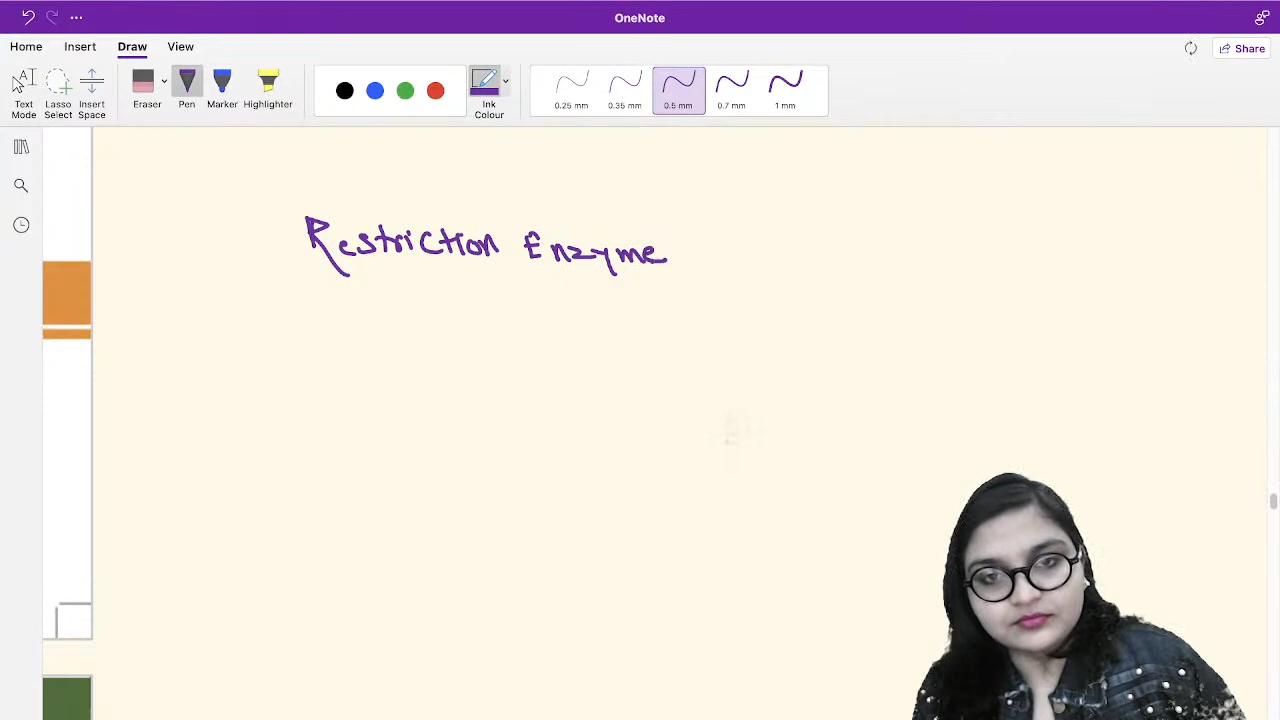 OneNote
Home Insert Draw View Share
Text Mode Lasso Select Insert Space Eraser Pen Marker Highlighter Ink Colour 0.25 mm 0.35 mm 0.5 mm 0.7 mm 1 mm
Restriction Enzyme